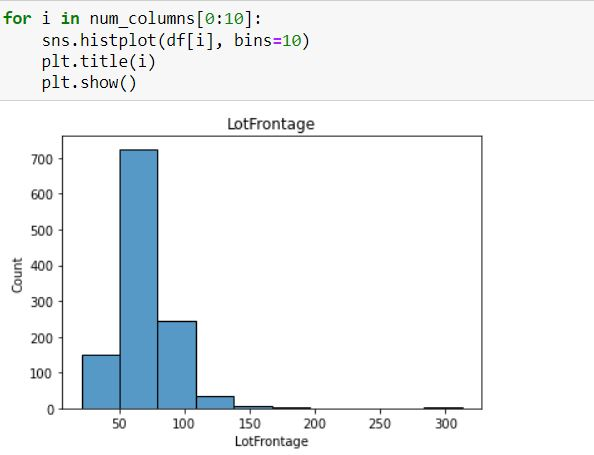 for i in num_columns[0:10]:
    sns.histplot(df[i], bins=10)
    plt.title(i)
    plt.show()
LotFrontage
700
600
500
400
300
200
100
0
Count
50 100 150 200 250 300
LotFrontage